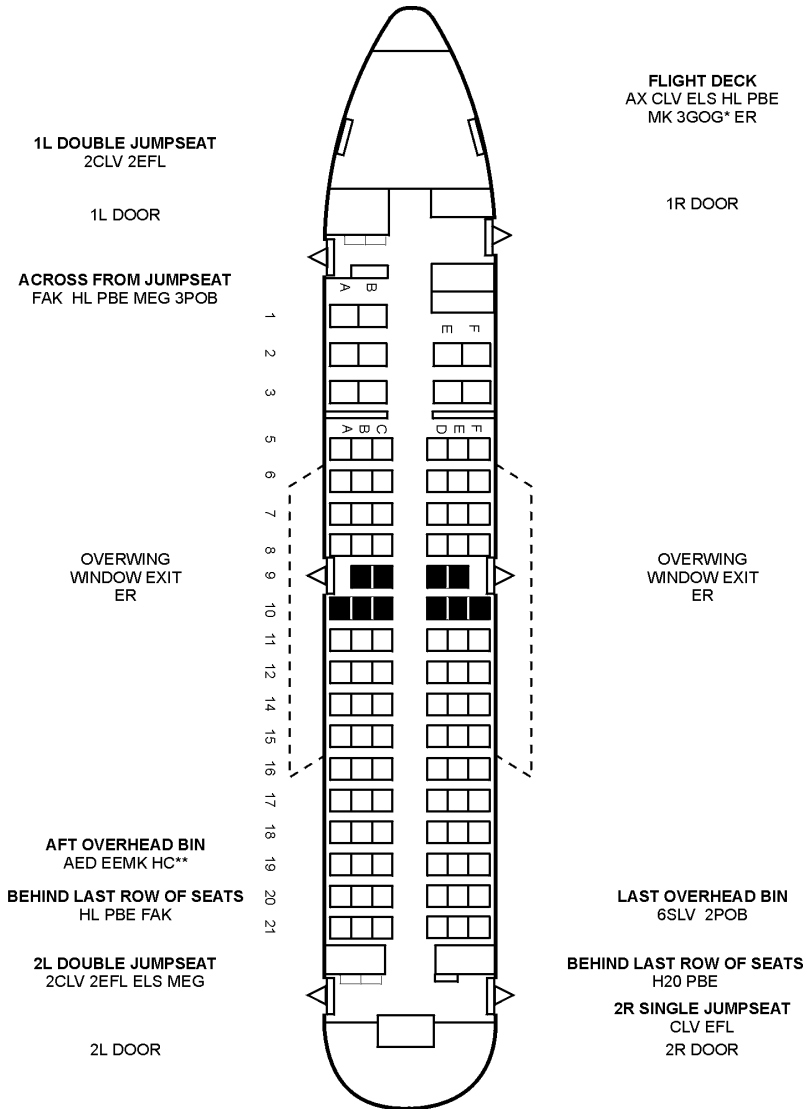 FLIGHT DECK
AX CLV ELS HL PBE
MK 3GOG* ER
1L DOUBLE JUMPSEAT
2CLV 2EFL
1L DOOR
1R DOOR
ACROSS FROM JUMPSEAT
FAK HL PBE MEG 3POB
A B
1
E F
2
3
A B C D E F
5
6
7
8
OVERWING
WINDOW EXIT
ER
9
OVERWING
WINDOW EXIT
ER
10
11
12
14
15
16
17
18
AFT OVERHEAD BIN
AED EEMK HC**
19
BEHIND LAST ROW OF SEATS
HL PBE FAK
20
LAST OVERHEAD BIN
6SLV 2POB
21
2L DOUBLE JUMPSEAT
2CLV 2EFL ELS MEG
BEHIND LAST ROW OF SEATS
H20 PBE
2R SINGLE JUMPSEAT
CLV EFL
2L DOOR
2R DOOR